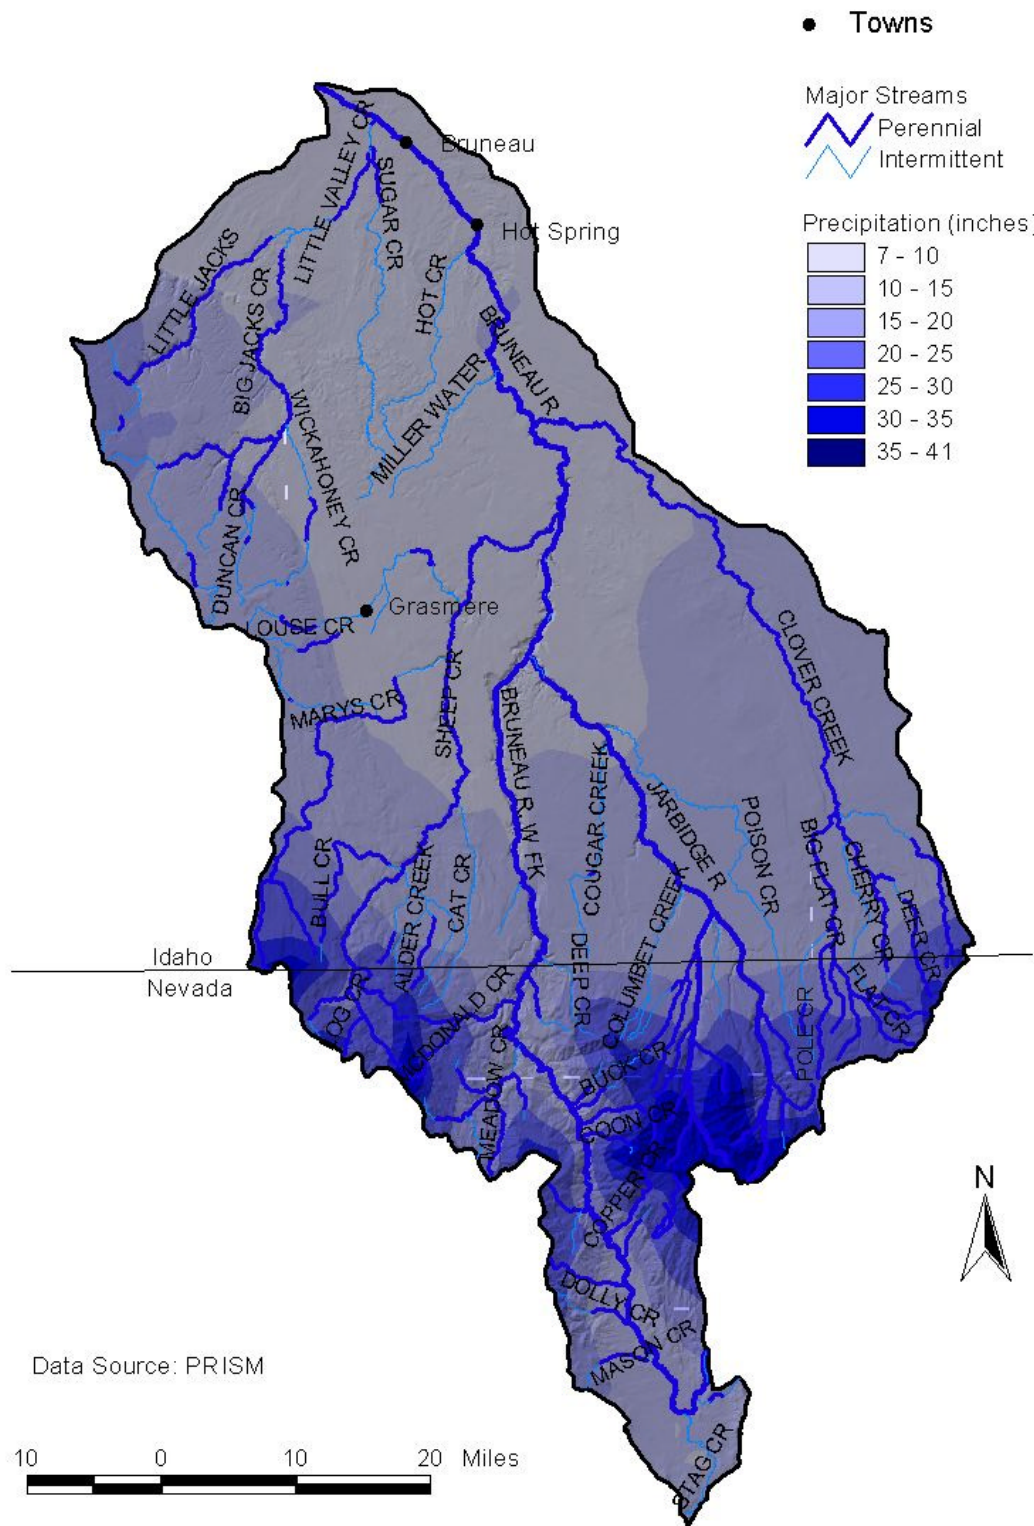 Towns
Major Streams
Perennial
Intermittent
Precipitation (inches)
7 - 10
10 - 15
15 - 20
20 - 25
25 - 30
30 - 35
35 - 41
Bruneau
Hot Spring
LITTLE VALLEY CR
SUGAR CR
LITTLE JACKS
BIG JACKS CR
HOT CR
BRUNEAU R.
MILLER WATER
WICKAHONEY CR
DUNCAN CR
Grasmere
LOUSE CR
CLOVER CREEK
MARYS CR
SHEEP CR
BRUNEAU R. W FK
COUGAR CREEK
JARBIDGE R
POISON CR
BULL CR
ALDER CREEK
CAT CR
BIG FLAT CR
CHERRY CR
DEER CR
COLUMBET CREEK
DEEP CR
Idaho
Nevada
FLAT CR
POLE CR
MEADOW CR
BUCK CR
COON CR
COPPER CR
DOLLY CR
MASON CR
STAG CR
N
Data Source: PRISM
10 0 10 20 Miles